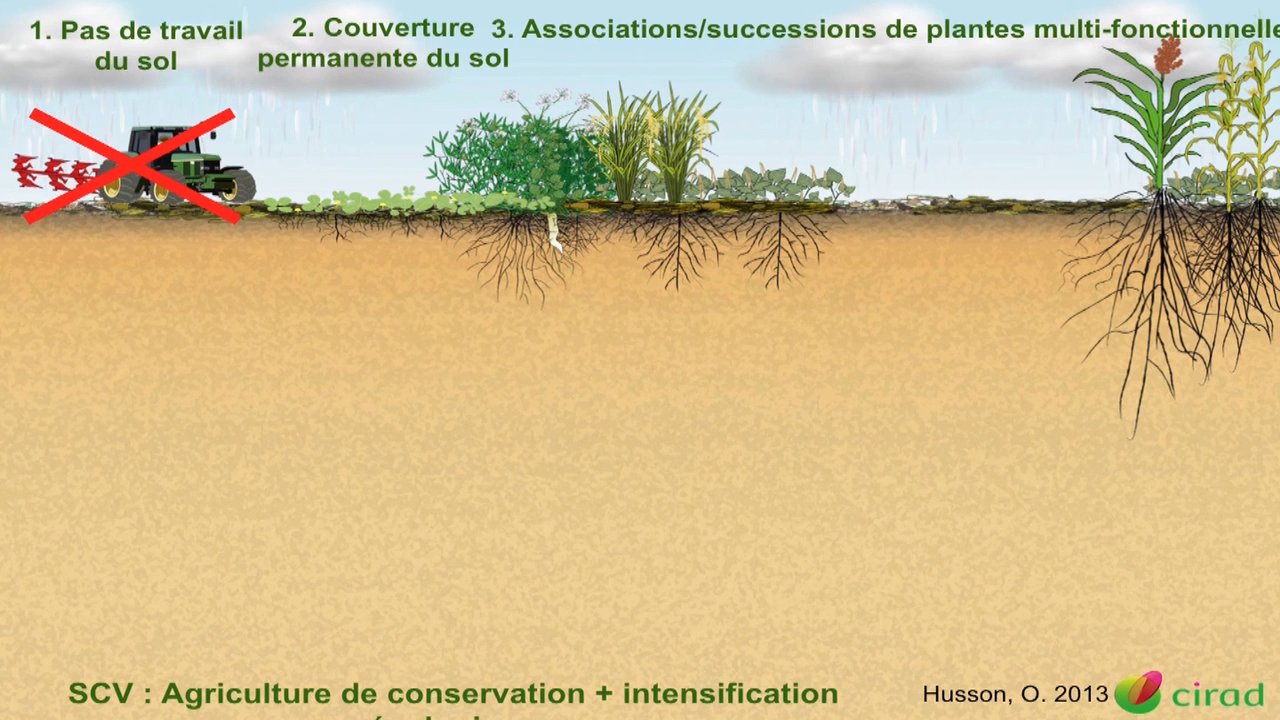 1. Pas de travail
du sol
2. Couverture
permanente du sol
3. Associations/successions de plantes multi-fonctionnelle
SCV : Agriculture de conservation + intensification
Husson, O. 2013
cirad